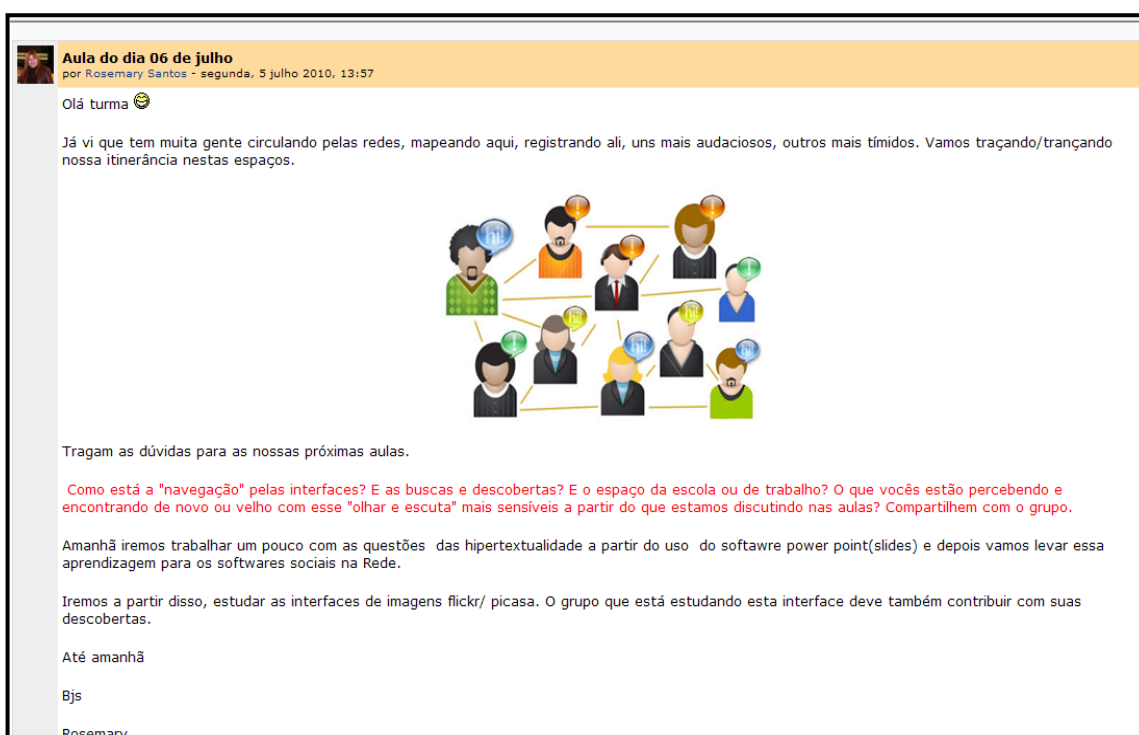 Aula do dia 06 de julho
por Rosemary Santos - segunda, 5 julho 2010, 13:57
Olá turma
Já vi que tem muita gente circulando pelas redes, mapeando aqui, registrando ali, uns mais audaciosos, outros mais tímidos. Vamos traçando/trançando
nossa itinerância nestas espaços.
hi!
hi!
hi!
hi!
hi!
Tragam as dúvidas para as nossas próximas aulas.
Como está a "navegação" pelas interfaces? E as buscas e descobertas? E o espaço da escola ou de trabalho? O que vocês estão percebendo e
encontrando de novo ou velho com esse "olhar e escuta" mais sensíveis a partir do que estamos discutindo nas aulas? Compartilhem com o grupo.
Amanhã iremos trabalhar um pouco com as questões das hipertextualidade a partir do uso do softawre power point(slides) e depois vamos levar essa
aprendizagem para os softwares sociais na Rede.
Iremos a partir disso, estudar as interfaces de imagens flickr/ picasa. O grupo que está estudando esta interface deve também contribuir com suas
descobertas.
Até amanhã
Bjs
Rosemary